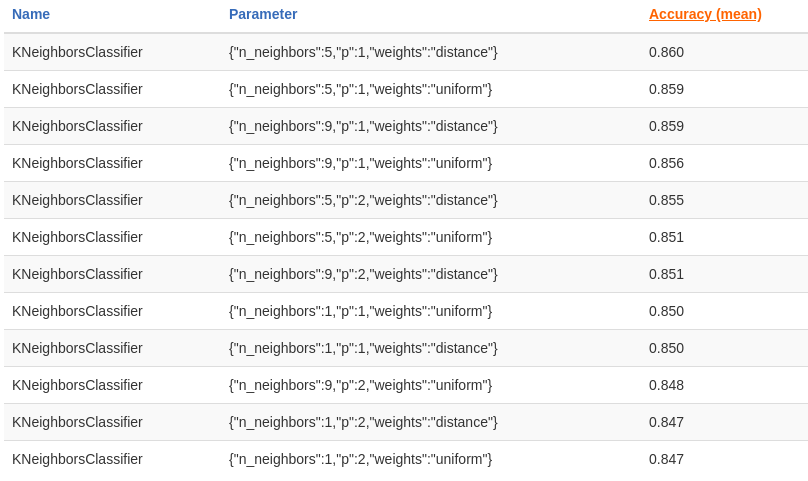 Name Parameter Accuracy (mean)
KNeighborsClassifier {"n_neighbors":5,"p":1,"weights":"distance"} 0.860
KNeighborsClassifier {"n_neighbors":5,"p":1,"weights":"uniform"} 0.859
KNeighborsClassifier {"n_neighbors":9,"p":1,"weights":"distance"} 0.859
KNeighborsClassifier {"n_neighbors":9,"p":1,"weights":"uniform"} 0.856
KNeighborsClassifier {"n_neighbors":5,"p":2,"weights":"distance"} 0.855
KNeighborsClassifier {"n_neighbors":5,"p":2,"weights":"uniform"} 0.851
KNeighborsClassifier {"n_neighbors":9,"p":2,"weights":"distance"} 0.851
KNeighborsClassifier {"n_neighbors":1,"p":1,"weights":"uniform"} 0.850
KNeighborsClassifier {"n_neighbors":1,"p":1,"weights":"distance"} 0.850
KNeighborsClassifier {"n_neighbors":9,"p":2,"weights":"uniform"} 0.848
KNeighborsClassifier {"n_neighbors":1,"p":2,"weights":"distance"} 0.847
KNeighborsClassifier {"n_neighbors":1,"p":2,"weights":"uniform"} 0.847